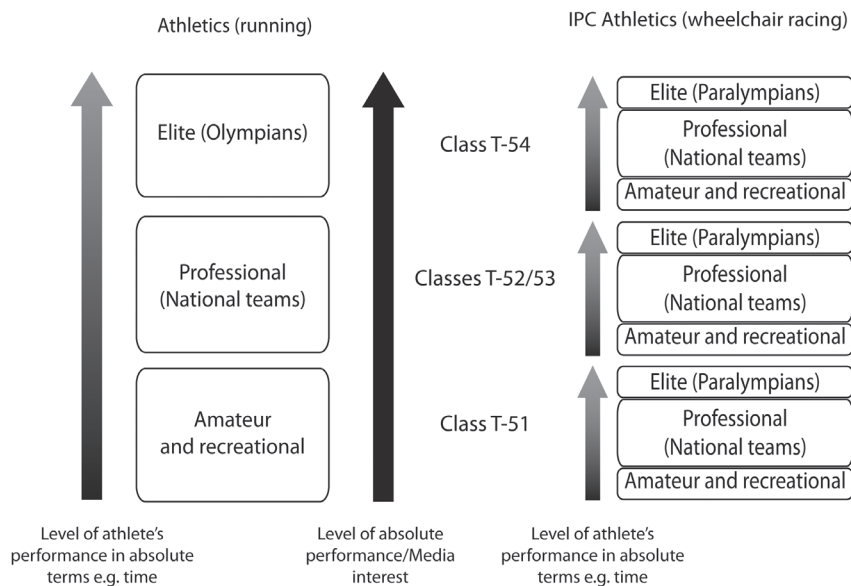 Athletics (running)
IPC Athletics (wheelchair racing)
Elite (Olympians)
Professional
(National teams)
Amateur
and recreational
Class T-54
Classes T-52/53
Class T-51
Elite (Paralympians)
Professional
(National teams)
Amateur and recreational
Elite (Paralympians)
Professional
(National teams)
Amateur and recreational
Elite (Paralympians)
Professional
(National teams)
Amateur and recreational
Level of athlete's
performance in absolute
terms e.g. time
Level of absolute
performance/Media
interest
Level of athlete's
performance in absolute
terms e.g. time